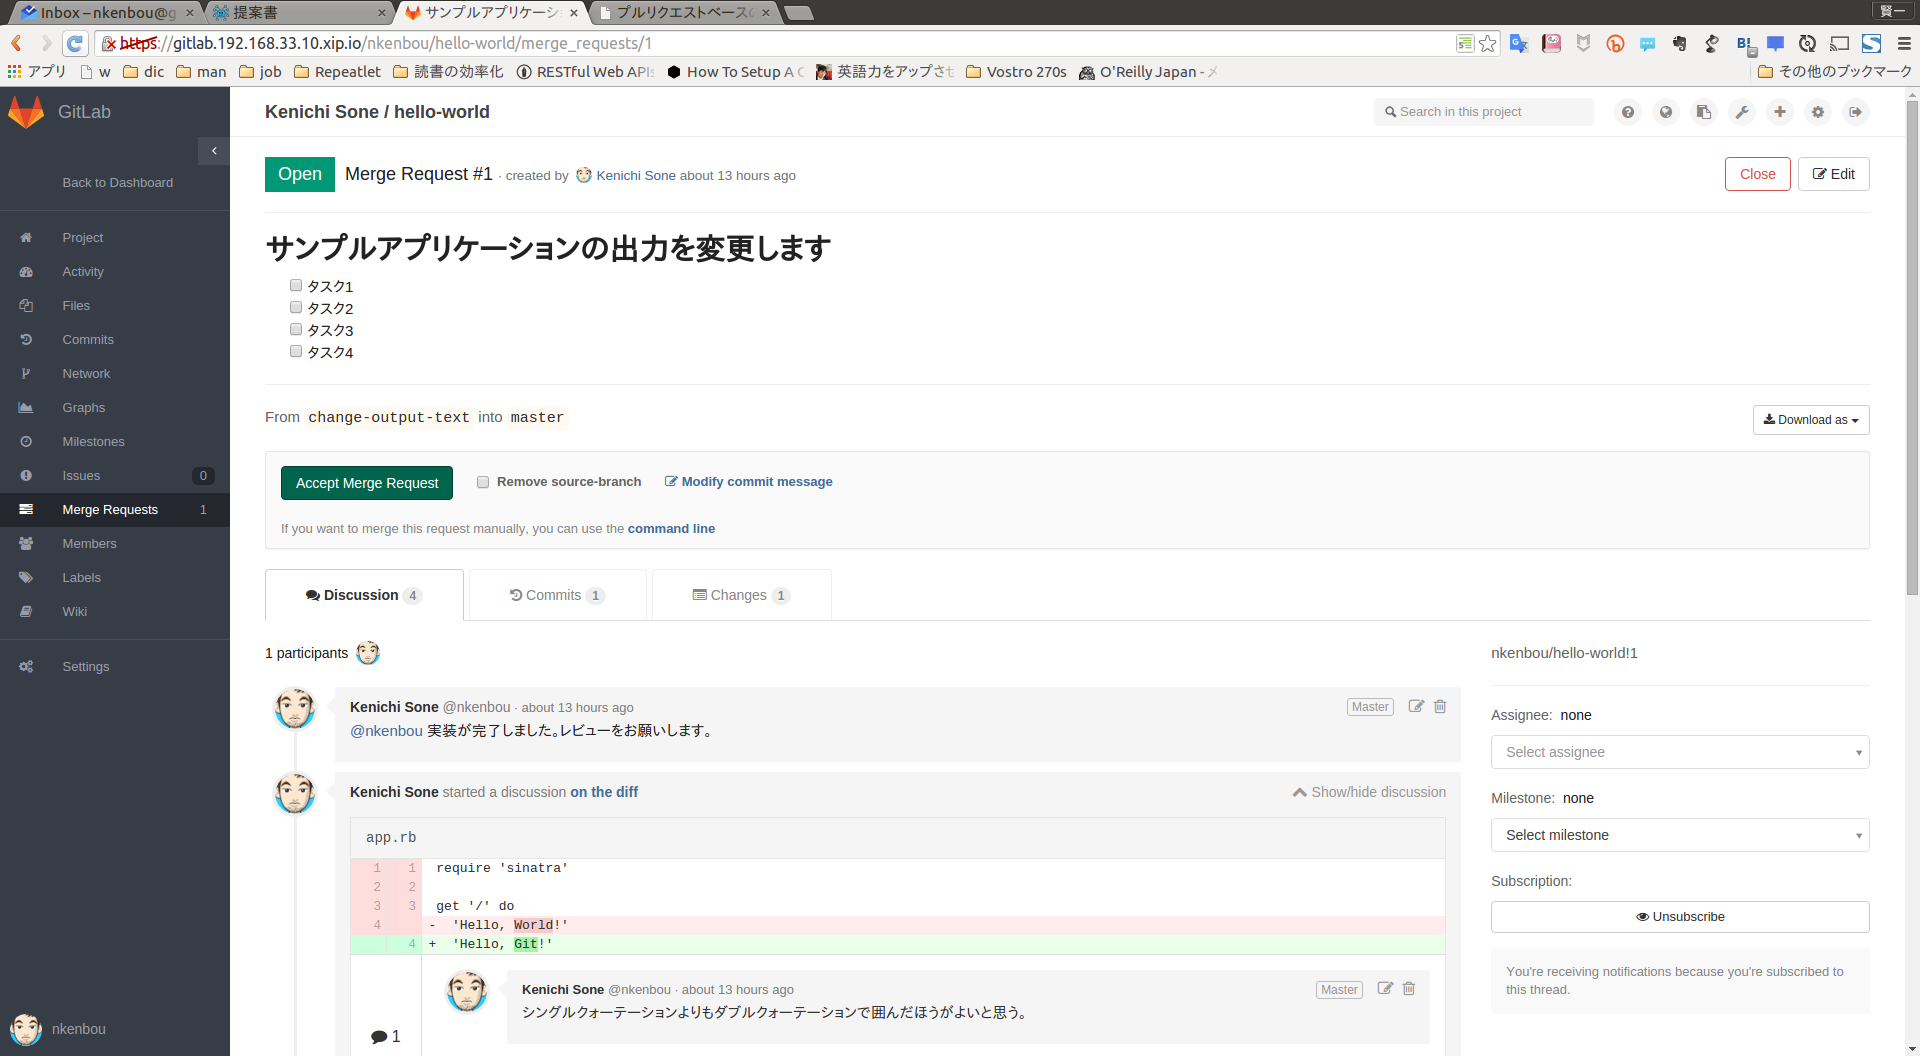 Inbox – nkenbou@g
提案書
サンプルアプリケーシ
プルリクエストベースの
賢一
https://gitlab.192.168.33.10.xip.io/nkenbou/hello-world/merge_requests/1
アプリ w dic man job Repeatlet 読書の効率化 RESTful Web APIs How To Setup A C 英語力をアップさせ Vostro 270s O'Reilly Japan - メ その他のブックマーク
GitLab
Kenichi Sone / hello-world
Search in this project
Back to Dashboard
Project
Activity
Files
Commits
Network
Graphs
Milestones
Issues 0
Merge Requests 1
Members
Labels
Wiki
Settings
nkenbou
Open Merge Request #1 · created by Kenichi Sone about 13 hours ago
Close Edit
サンプルアプリケーションの出力を変更します
タスク1
タスク2
タスク3
タスク4
From change-output-text into master
Download as
Accept Merge Request Remove source-branch Modify commit message
If you want to merge this request manually, you can use the command line
Discussion 4 Commits 1 Changes 1
1 participants
Kenichi Sone @nkenbou · about 13 hours ago Master
@nkenbou 実装が完了しました。レビューをお願いします。
Kenichi Sone started a discussion on the diff Show/hide discussion
app.rb
1 1 require 'sinatra'
2 2
3 3 get '/' do
4 - 'Hello, World!'
4 + 'Hello, Git!'
Kenichi Sone @nkenbou · about 13 hours ago Master
シングルクォーテーションよりもダブルクォーテーションで囲んだほうがよいと思う。
1
nkenbou/hello-world!1
Assignee: none
Select assignee
Milestone: none
Select milestone
Subscription:
Unsubscribe
You're receiving notifications because you're subscribed to
this thread.